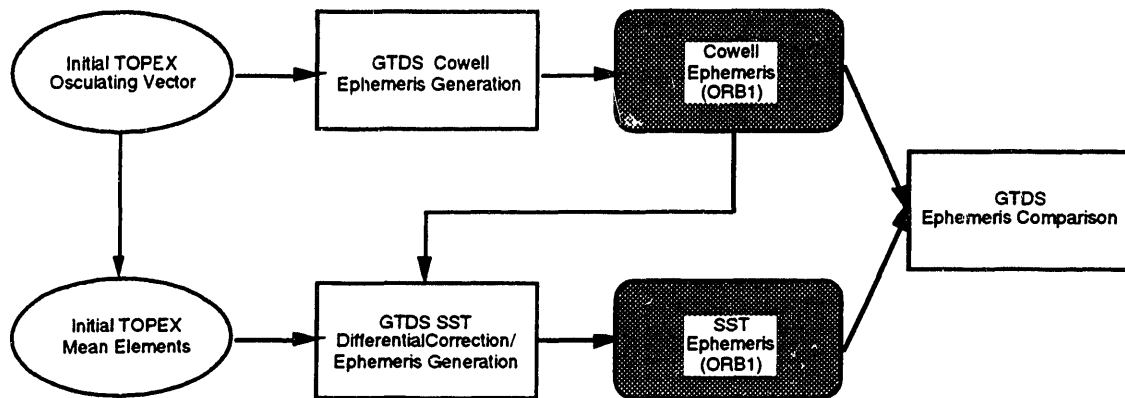 Initial TOPEX
Osculating Vector
GTDS Cowell
Ephemeris Generation
Cowell
Ephemeris
(ORB1)
GTDS
Ephemeris Comparison
Initial TOPEX
Mean Elements
GTDS SST
DifferentialCorrection/
Ephemeris Generation
SST
Ephemeris
(ORB1)